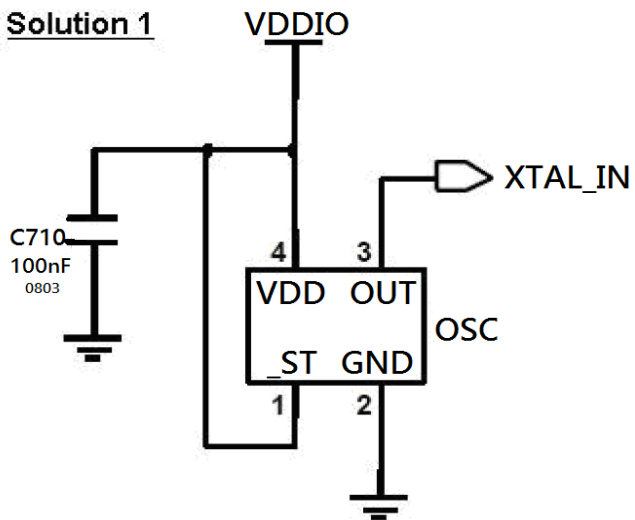 Solution 1
VDDIO
XTAL_IN
C710
100nF
0803
4
3
VDD
OUT
OSC
_ST
GND
1
2